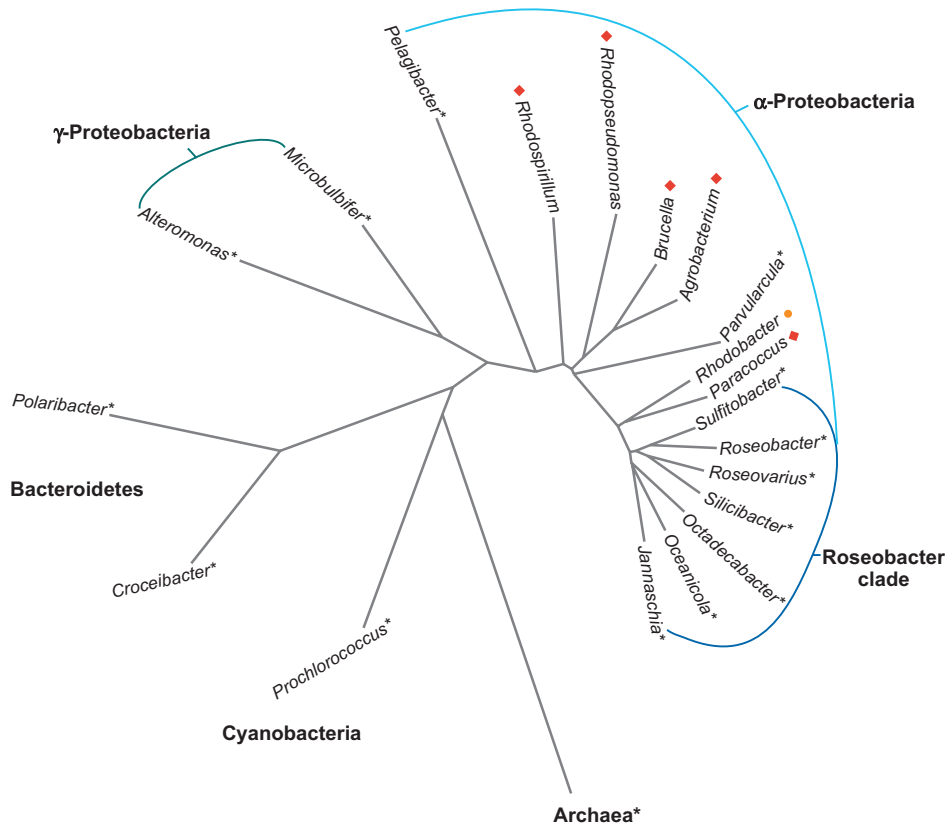 Pelagibacter*
Rhodospirillum
Rhodopseudomonas
α-Proteobacteria
γ-Proteobacteria
Microbulbifer*
Alteromonas*
Brucella
Agrobacterium
Parvularcula*
Rhodobacter
Paracoccus
Sulfitobacter*
Roseobacter*
Roseovarius*
Silicibacter*
Octadecabacter*
Oceanicola*
Jannaschia*
Roseobacter
clade
Polaribacter*
Bacteroidetes
Croceibacter*
Prochlorococcus*
Cyanobacteria
Archaea*